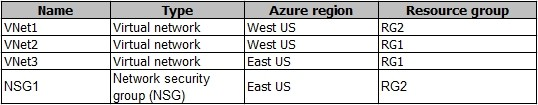 Name Type Azure region Resource group
VNet1 Virtual network West US RG2
VNet2 Virtual network West US RG1
VNet3 Virtual network East US RG1
NSG1 Network security group (NSG) East US RG2